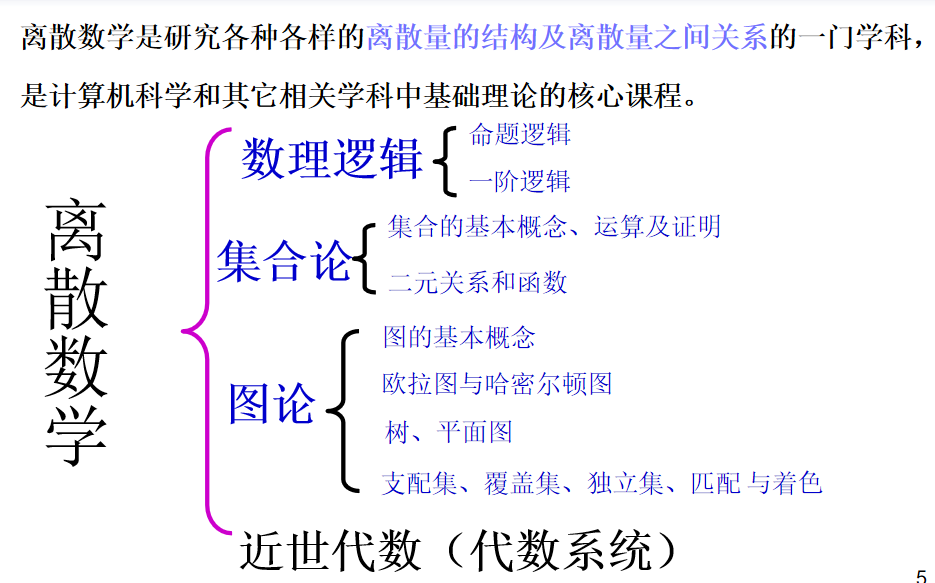 离散数学是研究各种各样的离散量的结构及离散量之间关系的一门学科，
是计算机科学和其它相关学科中基础理论的核心课程。
离散数学
数理逻辑
命题逻辑
一阶逻辑
集合论
集合的基本概念、运算及证明
二元关系和函数
图论
图的基本概念
欧拉图与哈密尔顿图
树、平面图
支配集、覆盖集、独立集、匹配与着色
近世代数（代数系统）
5